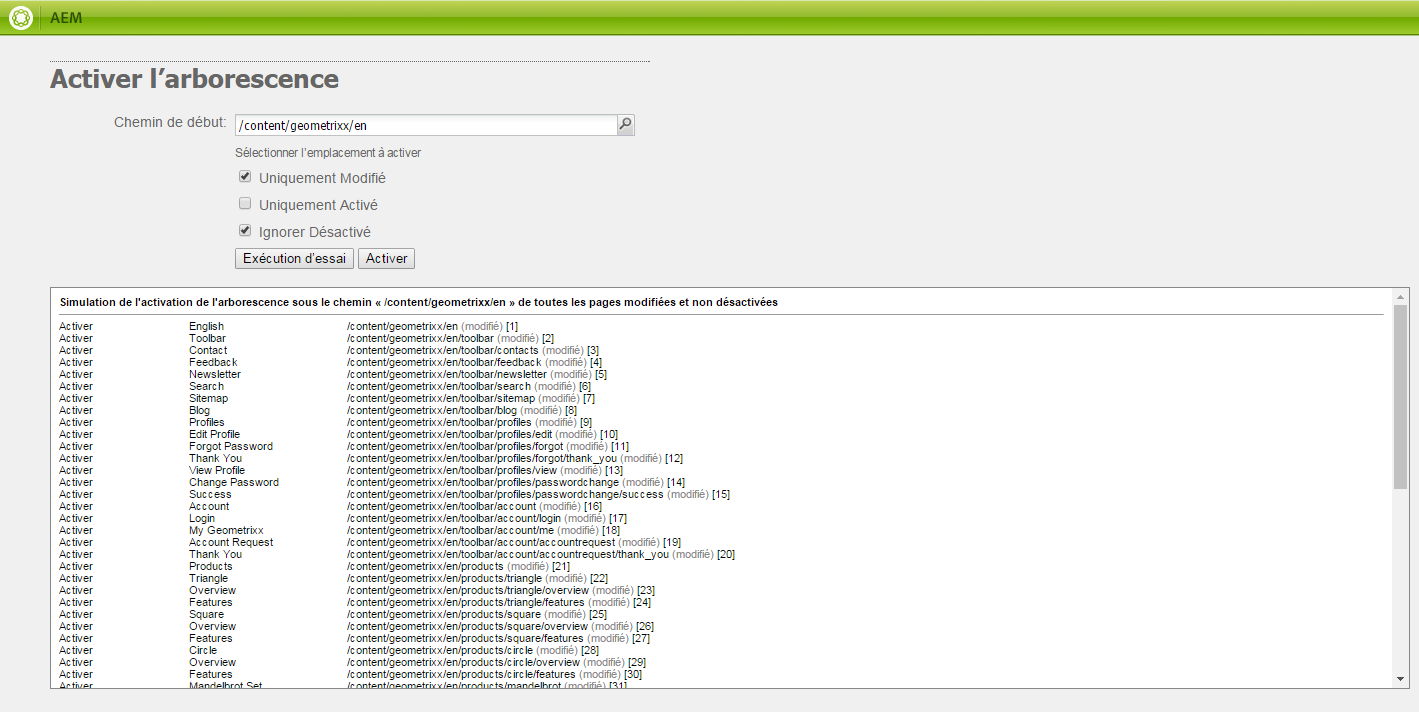 AEM
Activer l’arborescence
Chemin de début: /content/geometrixx/en
Sélectionner l’emplacement à activer
Uniquement Modifié
Uniquement Activé
Ignorer Désactivé
Exécution d’essai Activer
Simulation de l'activation de l'arborescence sous le chemin « /content/geometrixx/en » de toutes les pages modifiées et non désactivées
Activer English /content/geometrixx/en (modifié) [1]
Activer Toolbar /content/geometrixx/en/toolbar (modifié) [2]
Activer Contact /content/geometrixx/en/toolbar/contacts (modifié) [3]
Activer Feedback /content/geometrixx/en/toolbar/feedback (modifié) [4]
Activer Newsletter /content/geometrixx/en/toolbar/newsletter (modifié) [5]
Activer Search /content/geometrixx/en/toolbar/search (modifié) [6]
Activer Sitemap /content/geometrixx/en/toolbar/sitemap (modifié) [7]
Activer Blog /content/geometrixx/en/toolbar/blog (modifié) [8]
Activer Profiles /content/geometrixx/en/toolbar/profiles (modifié) [9]
Activer Edit Profile /content/geometrixx/en/toolbar/profiles/edit (modifié) [10]
Activer Forgot Password /content/geometrixx/en/toolbar/profiles/forgot (modifié) [11]
Activer Thank You /content/geometrixx/en/toolbar/profiles/forgot/thank_you (modifié) [12]
Activer View Profile /content/geometrixx/en/toolbar/profiles/view (modifié) [13]
Activer Change Password /content/geometrixx/en/toolbar/profiles/passwordchange (modifié) [14]
Activer Success /content/geometrixx/en/toolbar/profiles/passwordchange/success (modifié) [15]
Activer Account /content/geometrixx/en/toolbar/account (modifié) [16]
Activer Login /content/geometrixx/en/toolbar/account/login (modifié) [17]
Activer My Geometrixx /content/geometrixx/en/toolbar/account/me (modifié) [18]
Activer Account Request /content/geometrixx/en/toolbar/account/accountrequest (modifié) [19]
Activer Thank You /content/geometrixx/en/toolbar/account/accountrequest/thank_you (modifié) [20]
Activer Products /content/geometrixx/en/products (modifié) [21]
Activer Triangle /content/geometrixx/en/products/triangle (modifié) [22]
Activer Overview /content/geometrixx/en/products/triangle/overview (modifié) [23]
Activer Features /content/geometrixx/en/products/triangle/features (modifié) [24]
Activer Square /content/geometrixx/en/products/square (modifié) [25]
Activer Overview /content/geometrixx/en/products/square/overview (modifié) [26]
Activer Features /content/geometrixx/en/products/square/features (modifié) [27]
Activer Circle /content/geometrixx/en/products/circle (modifié) [28]
Activer Overview /content/geometrixx/en/products/circle/overview (modifié) [29]
Activer Features /content/geometrixx/en/products/circle/features (modifié) [30]
Activer Mandelbrot Set /content/geometrixx/en/products/mandelbrot (modifié) [31]